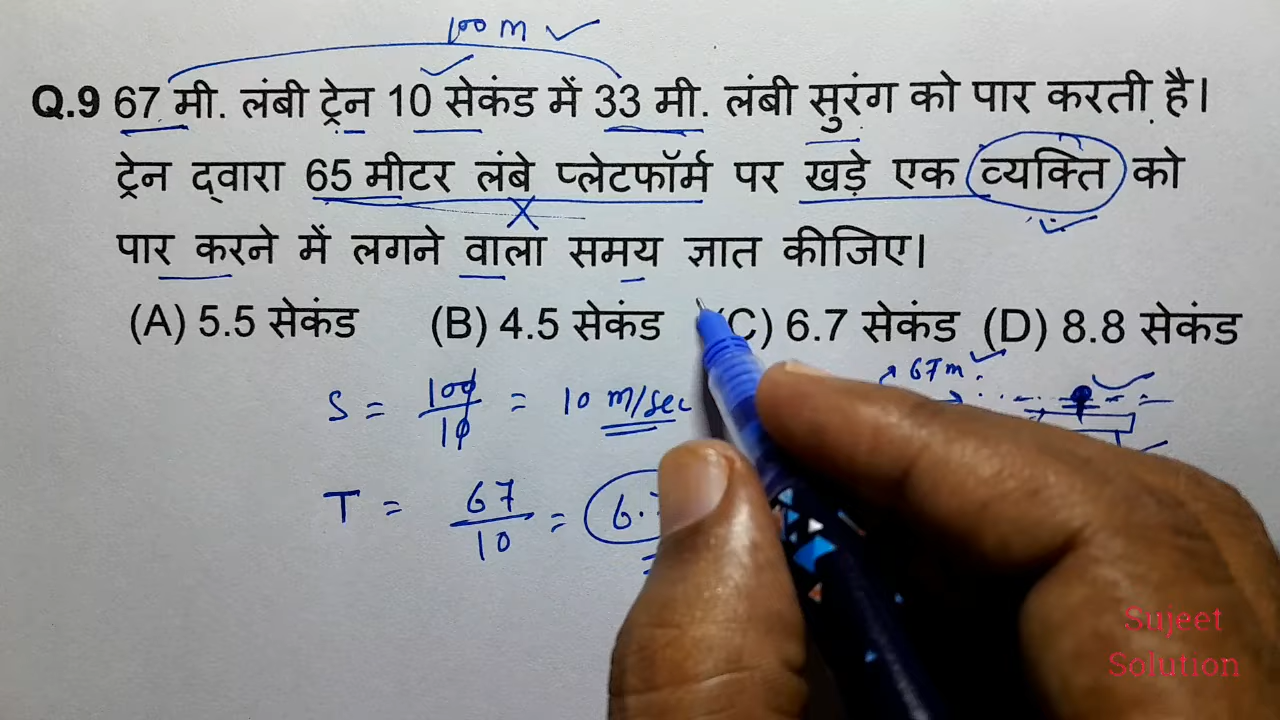 100 m ✓
Q.9 67 मी. लंबी ट्रेन 10 सेकंड में 33 मी. लंबी सुरंग को पार करती है।
ट्रेन द्वारा 65 मीटर लंबे प्लेटफॉर्म पर खड़े एक व्यक्ति को
पार करने में लगने वाला समय ज्ञात कीजिए।
(A) 5.5 सेकंड (B) 4.5 सेकंड (C) 6.7 सेकंड (D) 8.8 सेकंड
67 m
S = 100/10 = 10 m/sec
T = 67/10 =
Sujeet
Solution